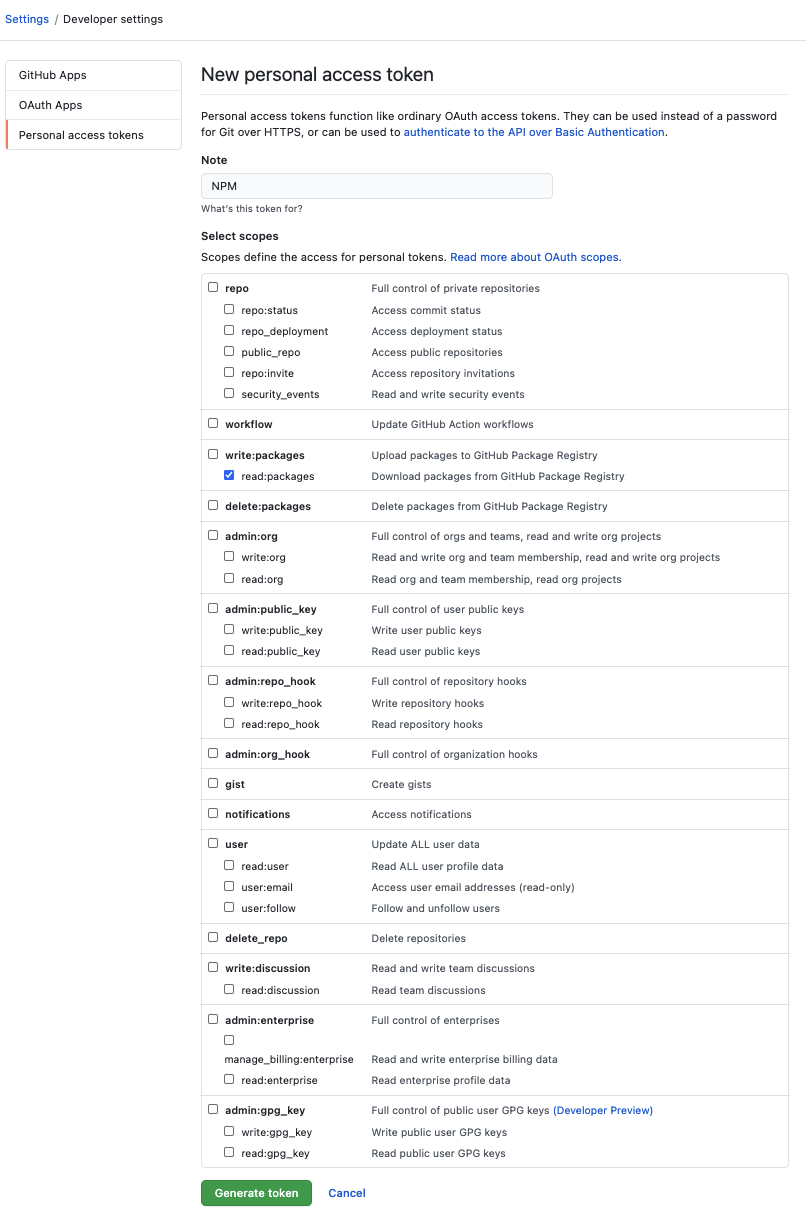 Settings / Developer settings
GitHub Apps
OAuth Apps
Personal access tokens
New personal access token
Personal access tokens function like ordinary OAuth access tokens. They can be used instead of a password
for Git over HTTPS, or can be used to authenticate to the API over Basic Authentication.
Note
NPM
What's this token for?
Select scopes
Scopes define the access for personal tokens. Read more about OAuth scopes.
repo Full control of private repositories
repo:status Access commit status
repo_deployment Access deployment status
public_repo Access public repositories
repo:invite Access repository invitations
security_events Read and write security events
workflow Update GitHub Action workflows
write:packages Upload packages to GitHub Package Registry
read:packages Download packages from GitHub Package Registry
delete:packages Delete packages from GitHub Package Registry
admin:org Full control of orgs and teams, read and write org projects
write:org Read and write org and team membership, read and write org projects
read:org Read org and team membership, read org projects
admin:public_key Full control of user public keys
write:public_key Write user public keys
read:public_key Read user public keys
admin:repo_hook Full control of repository hooks
write:repo_hook Write repository hooks
read:repo_hook Read repository hooks
admin:org_hook Full control of organization hooks
gist Create gists
notifications Access notifications
user Update ALL user data
read:user Read ALL user profile data
user:email Access user email addresses (read-only)
user:follow Follow and unfollow users
delete_repo Delete repositories
write:discussion Read and write team discussions
read:discussion Read team discussions
admin:enterprise Full control of enterprises
manage_billing:enterprise Read and write enterprise billing data
read:enterprise Read enterprise profile data
admin:gpg_key Full control of public user GPG keys (Developer Preview)
write:gpg_key Write public user GPG keys
read:gpg_key Read public user GPG keys
Generate token Cancel